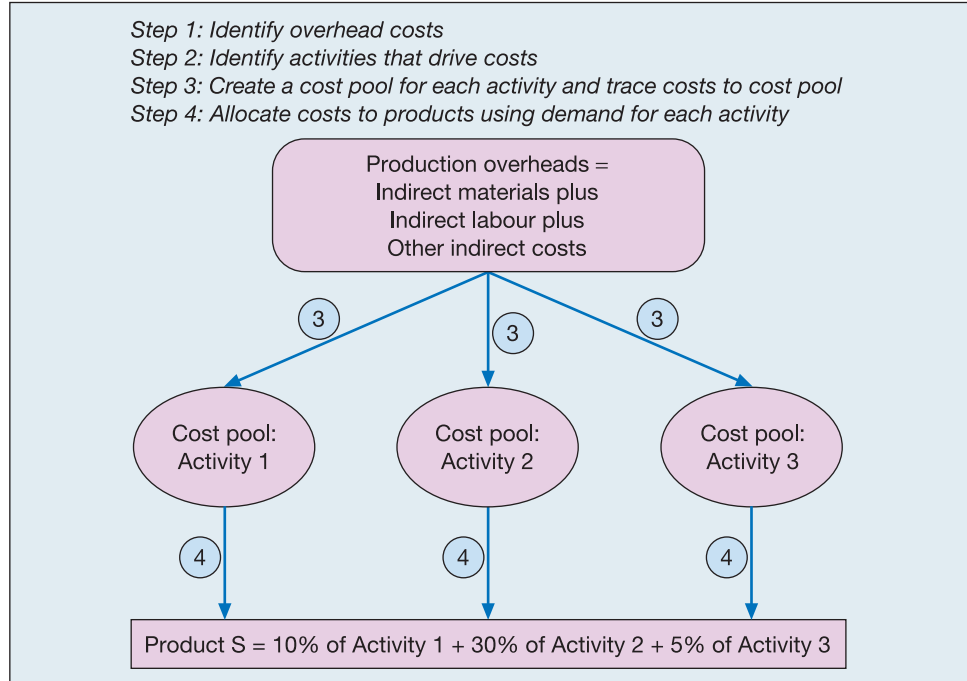 Step 1: Identify overhead costs
Step 2: Identify activities that drive costs
Step 3: Create a cost pool for each activity and trace costs to cost pool
Step 4: Allocate costs to products using demand for each activity
Production overheads =
Indirect materials plus
Indirect labour plus
Other indirect costs
3
3
3
Cost pool:
Activity 1
Cost pool:
Activity 2
Cost pool:
Activity 3
4
4
4
Product S = 10% of Activity 1 + 30% of Activity 2 + 5% of Activity 3